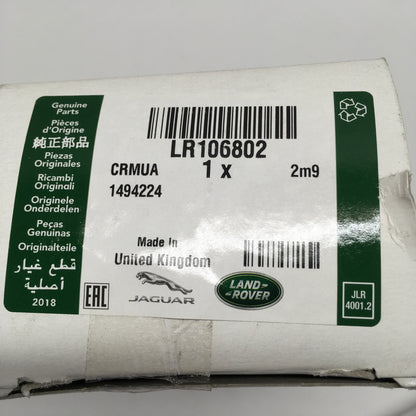 Genuine
Parts
Pièces
d'Origine
純正部品
Piezas
Originales
Ricambi
Originali
Originele
Onderdelen
Peças
Genuinas
Originalteile
قطع غيار
أصلية
2018
LR106802
CRMUA
1 x
2m9
1494224
Made In
United Kingdom
EAC
JAGUAR
LAND-
ROVER
JLR
4001.2